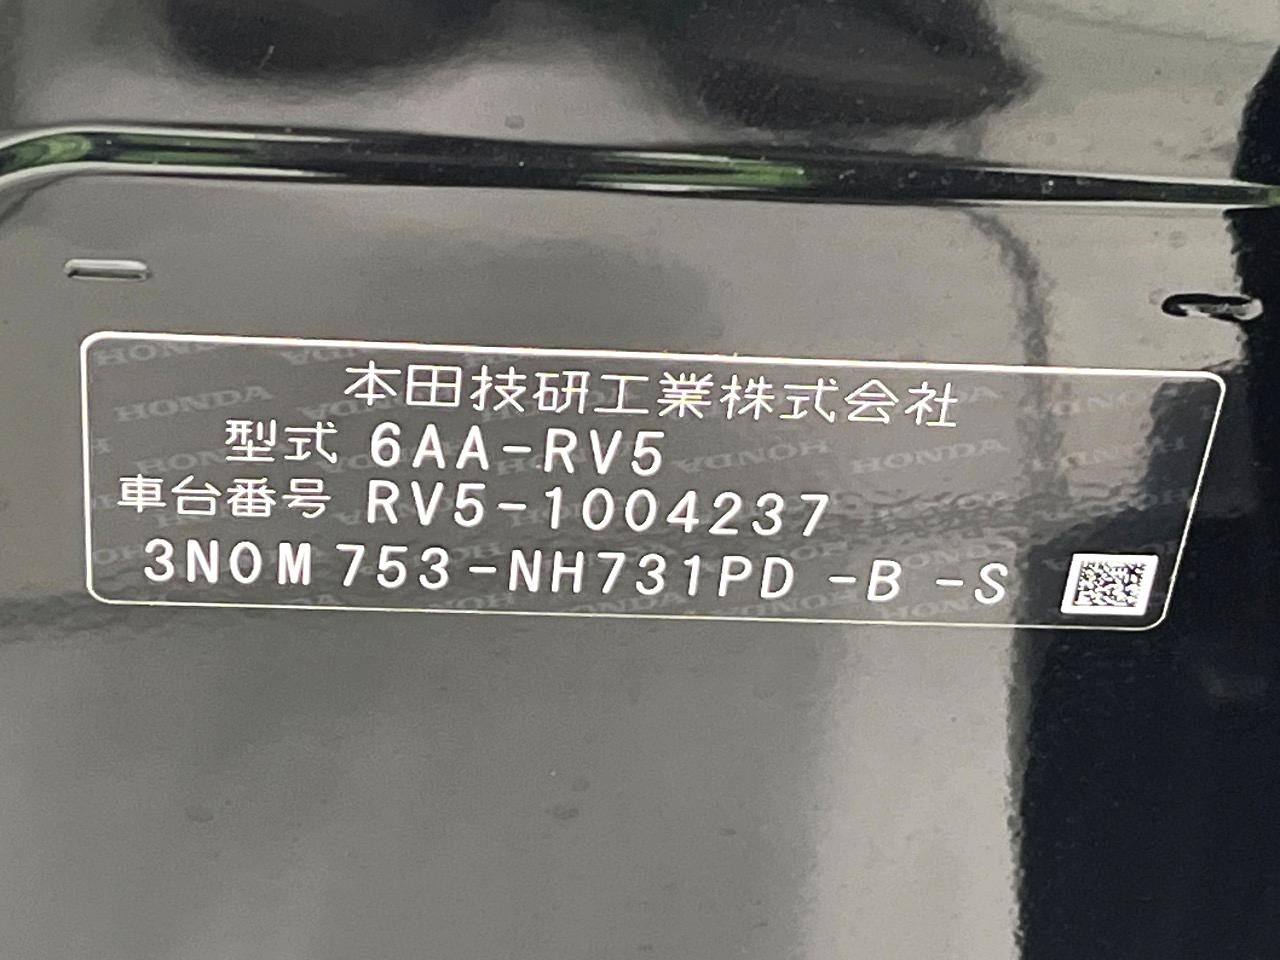 本田技研工業株式会社
型式 6AA-RV5
車台番号 RV5-1004237
3N0M 753-NH731PD -B -S